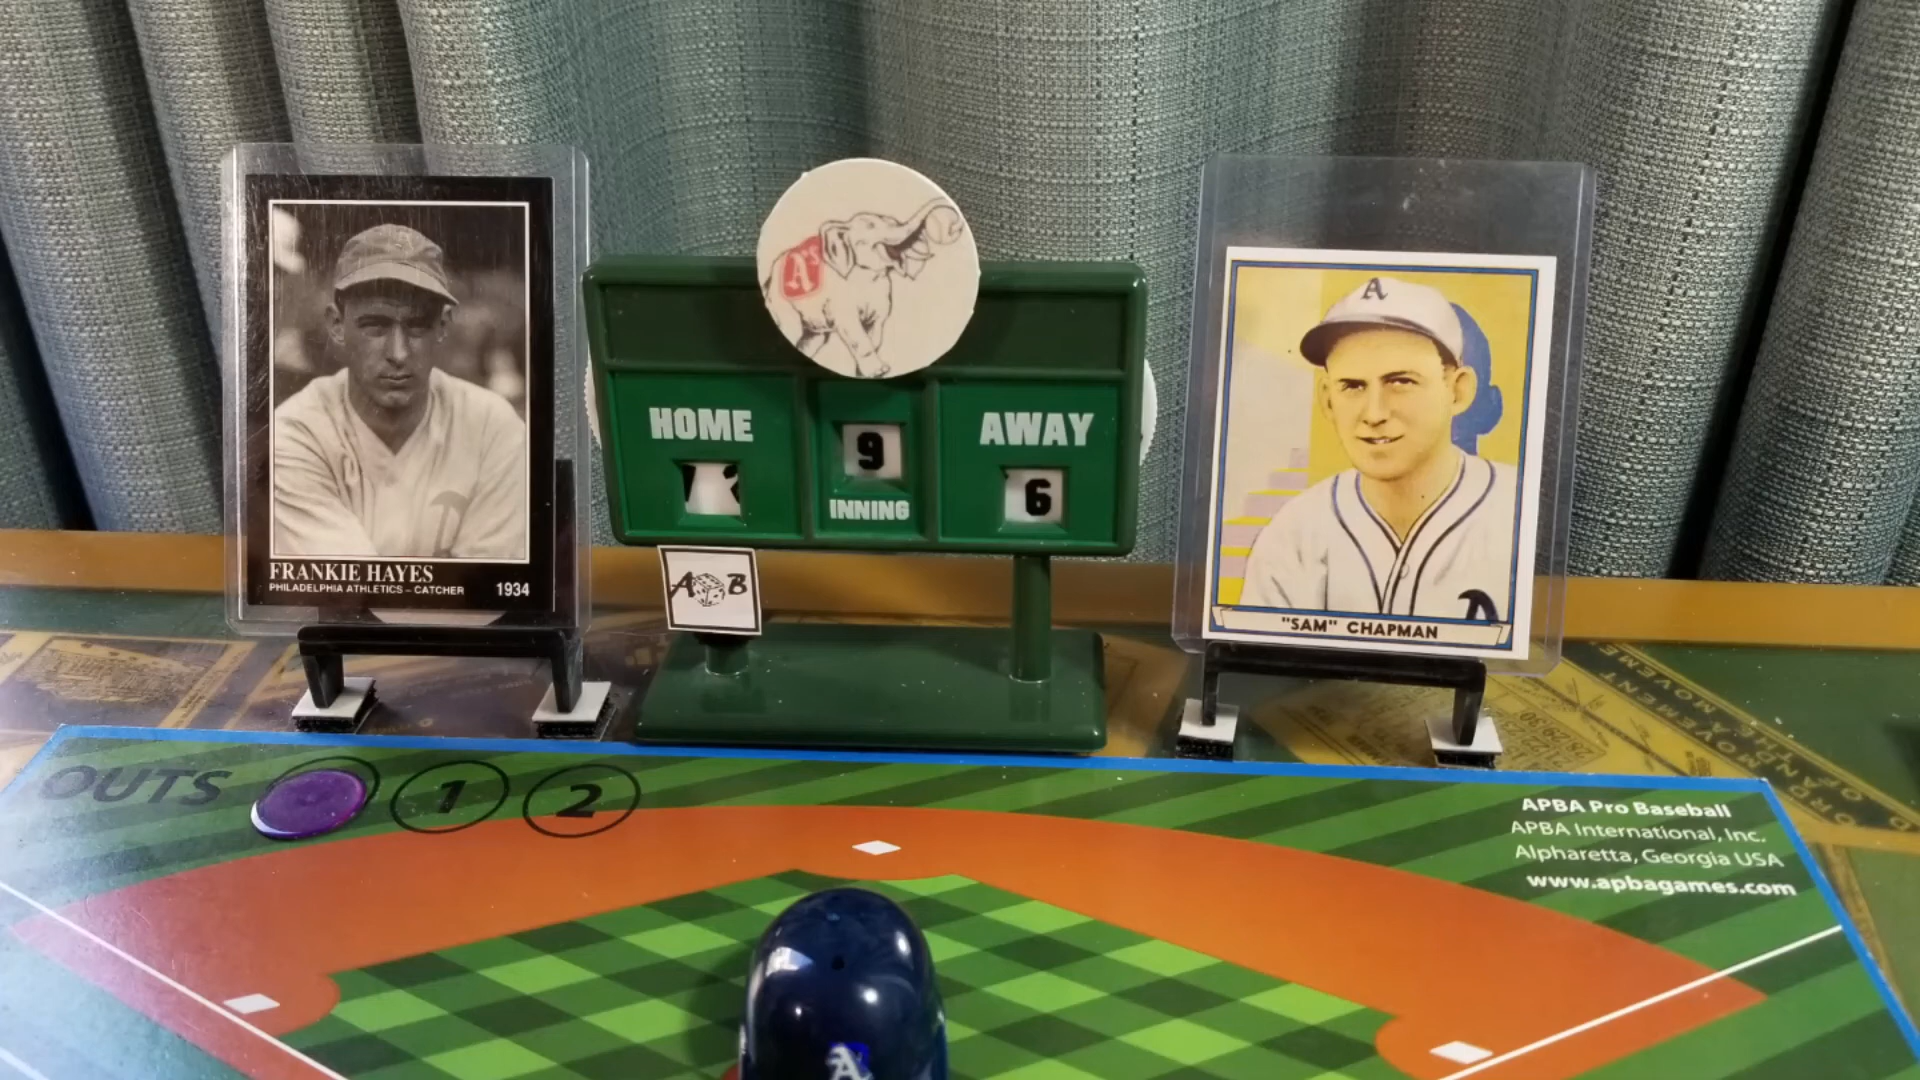 A's
HOME
9
AWAY
INNING
6
A B
FRANKIE HAYES
PHILADELPHIA ATHLETICS – CATCHER 1934
A
A
"SAM" CHAPMAN
OUTS 1 2
APBA Pro Baseball
APBA International, Inc.
Alpharetta, Georgia USA
www.apbagames.com
A